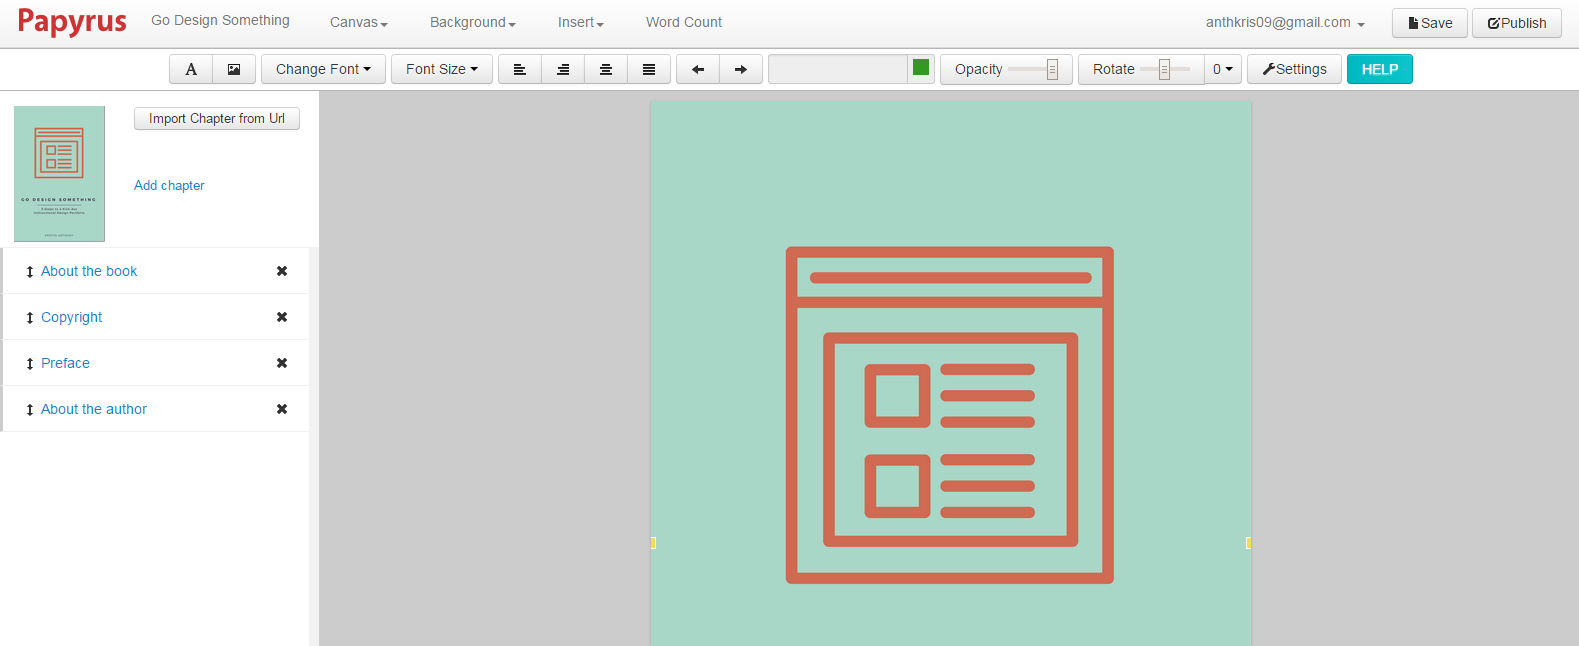 Papyrus Go Design Something Canvas Background Insert Word Count anthkris09@gmail.com Save Publish
A Change Font Font Size Opacity Rotate 0 Settings HELP
Import Chapter from Url
Add chapter
GO DESIGN SOMETHING
About the book
Copyright
Preface
About the author